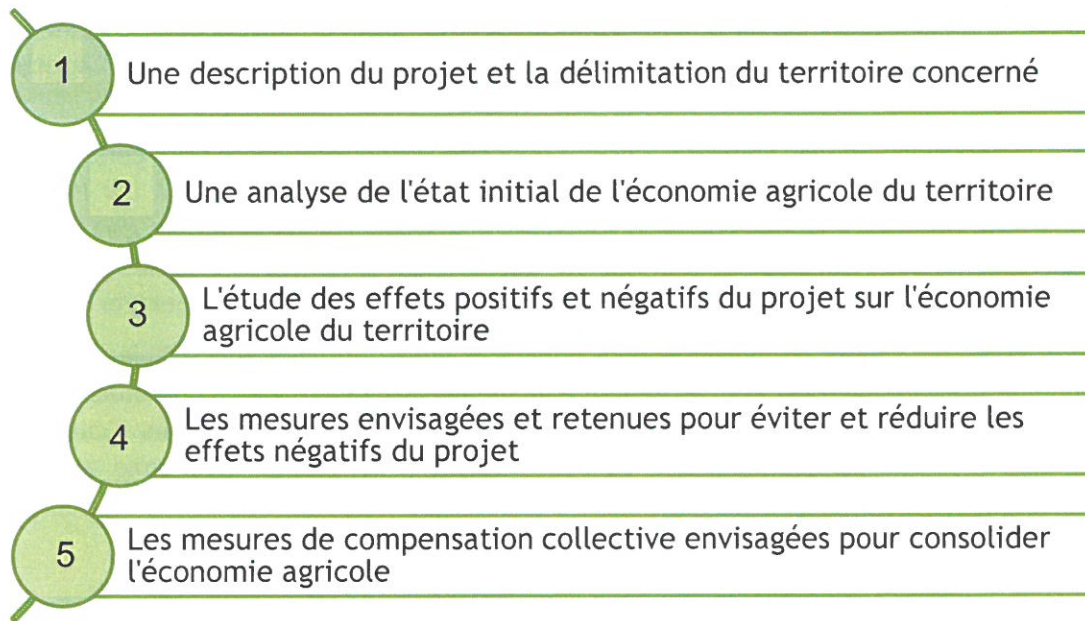 1
Une description du projet et la délimitation du territoire concerné
2
Une analyse de l'état initial de l'économie agricole du territoire
3
L'étude des effets positifs et négatifs du projet sur l'économie
agricole du territoire
4
Les mesures envisagées et retenues pour éviter et réduire les
effets négatifs du projet
5
Les mesures de compensation collective envisagées pour consolider
l'économie agricole